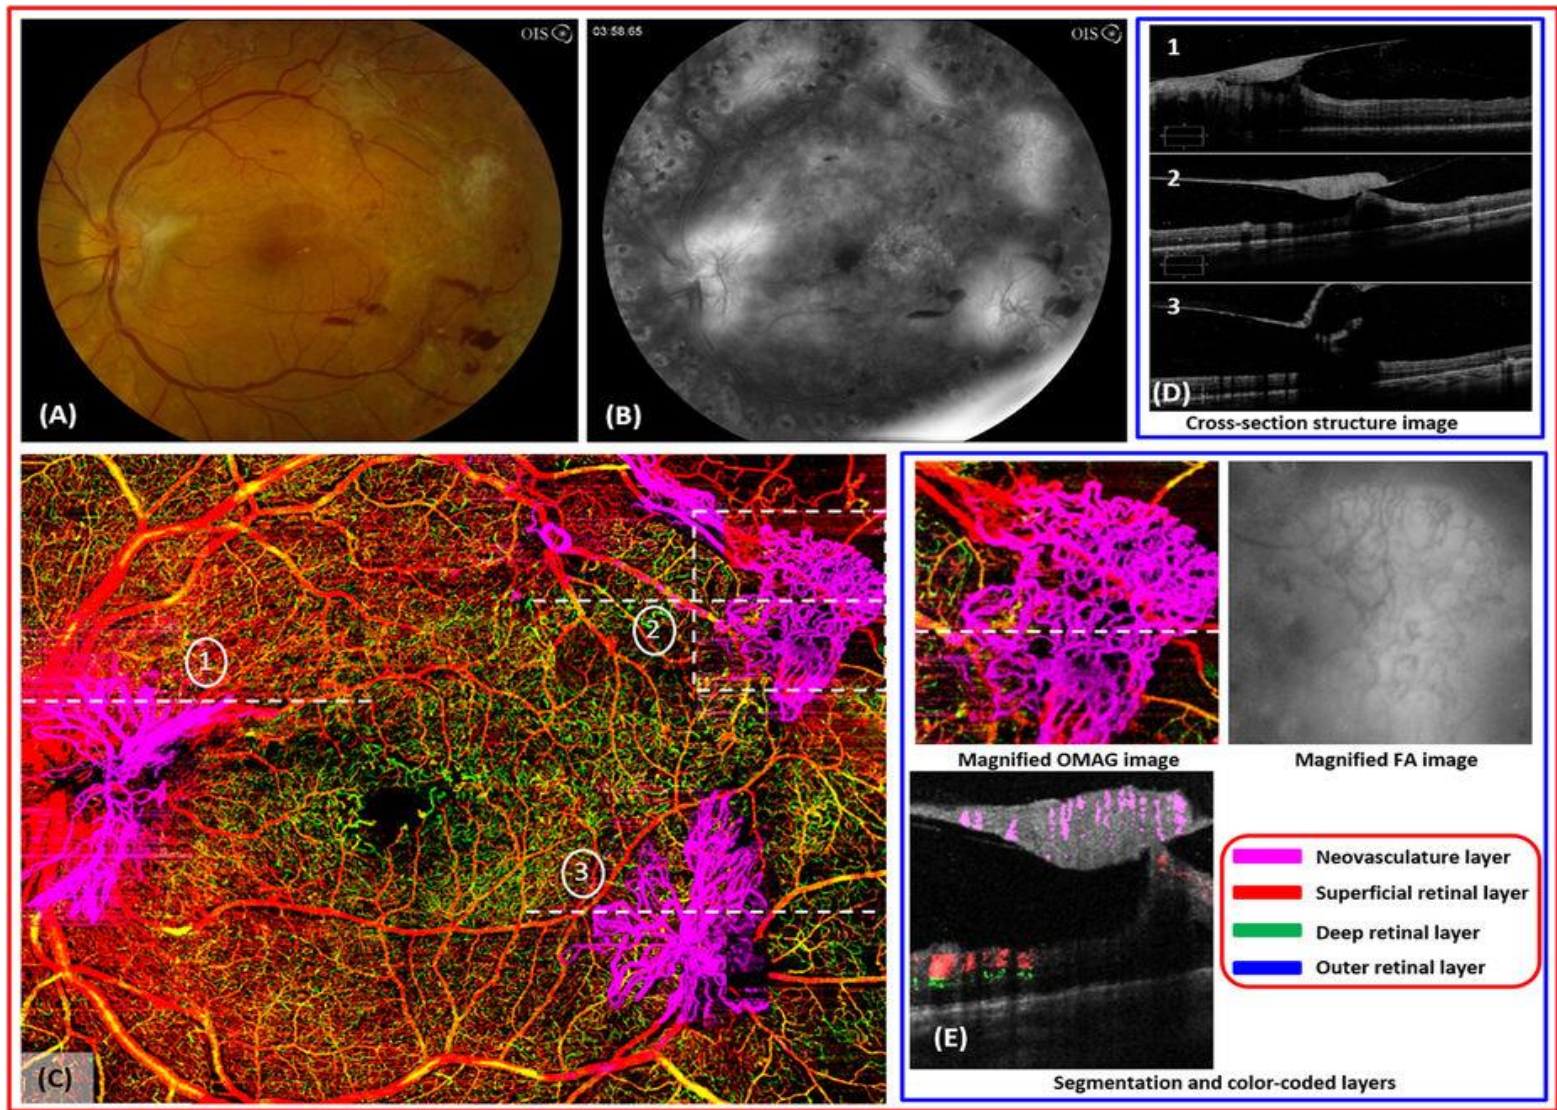 OIS
03:58.65
OIS
(A)
(B)
1
2
3
(D)
Cross-section structure image
1
2
3
(C)
Magnified OMAG image
Magnified FA image
(E)
Neovasculature layer
Superficial retinal layer
Deep retinal layer
Outer retinal layer
Segmentation and color-coded layers